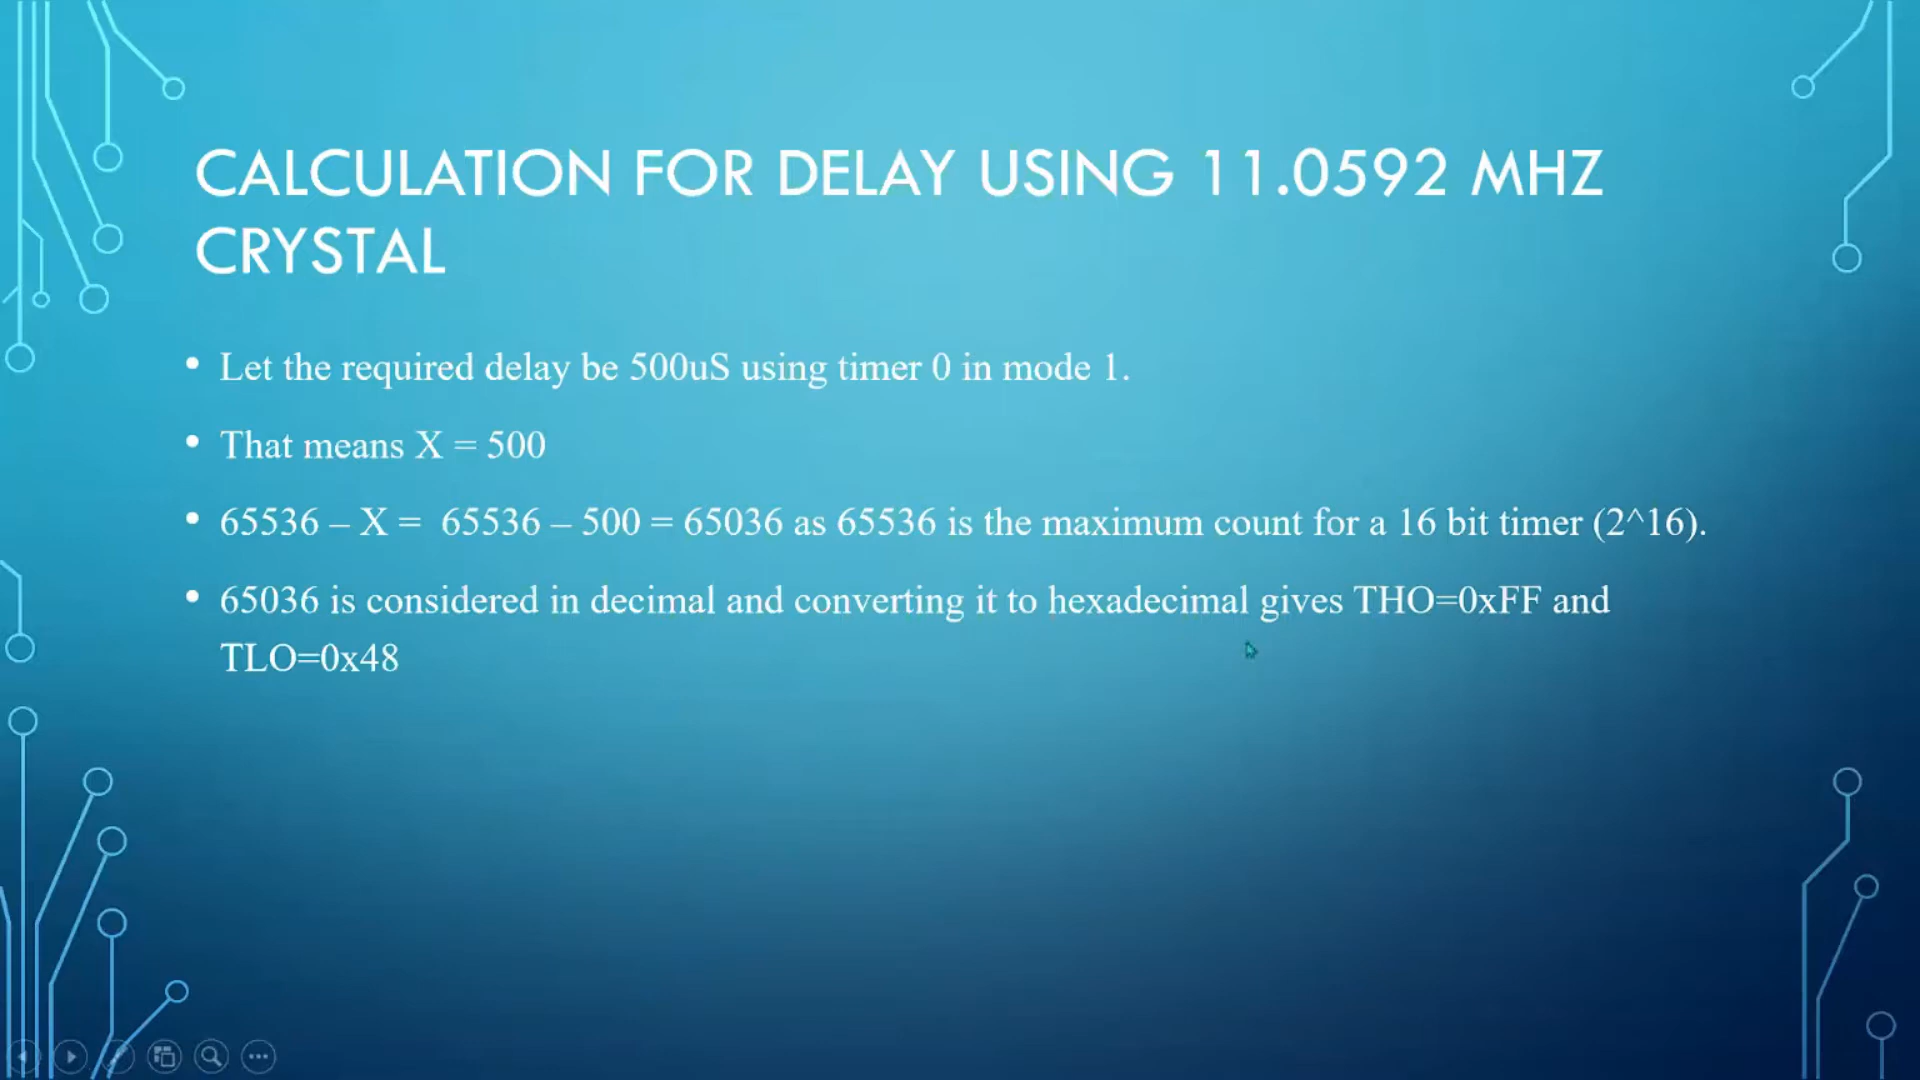 CALCULATION FOR DELAY USING 11.0592 MHZ
CRYSTAL
• Let the required delay be 500uS using timer 0 in mode 1.
• That means X = 500
• 65536 – X = 65536 – 500 = 65036 as 65536 is the maximum count for a 16 bit timer (2^16).
• 65036 is considered in decimal and converting it to hexadecimal gives THO=0xFF and
TLO=0x48